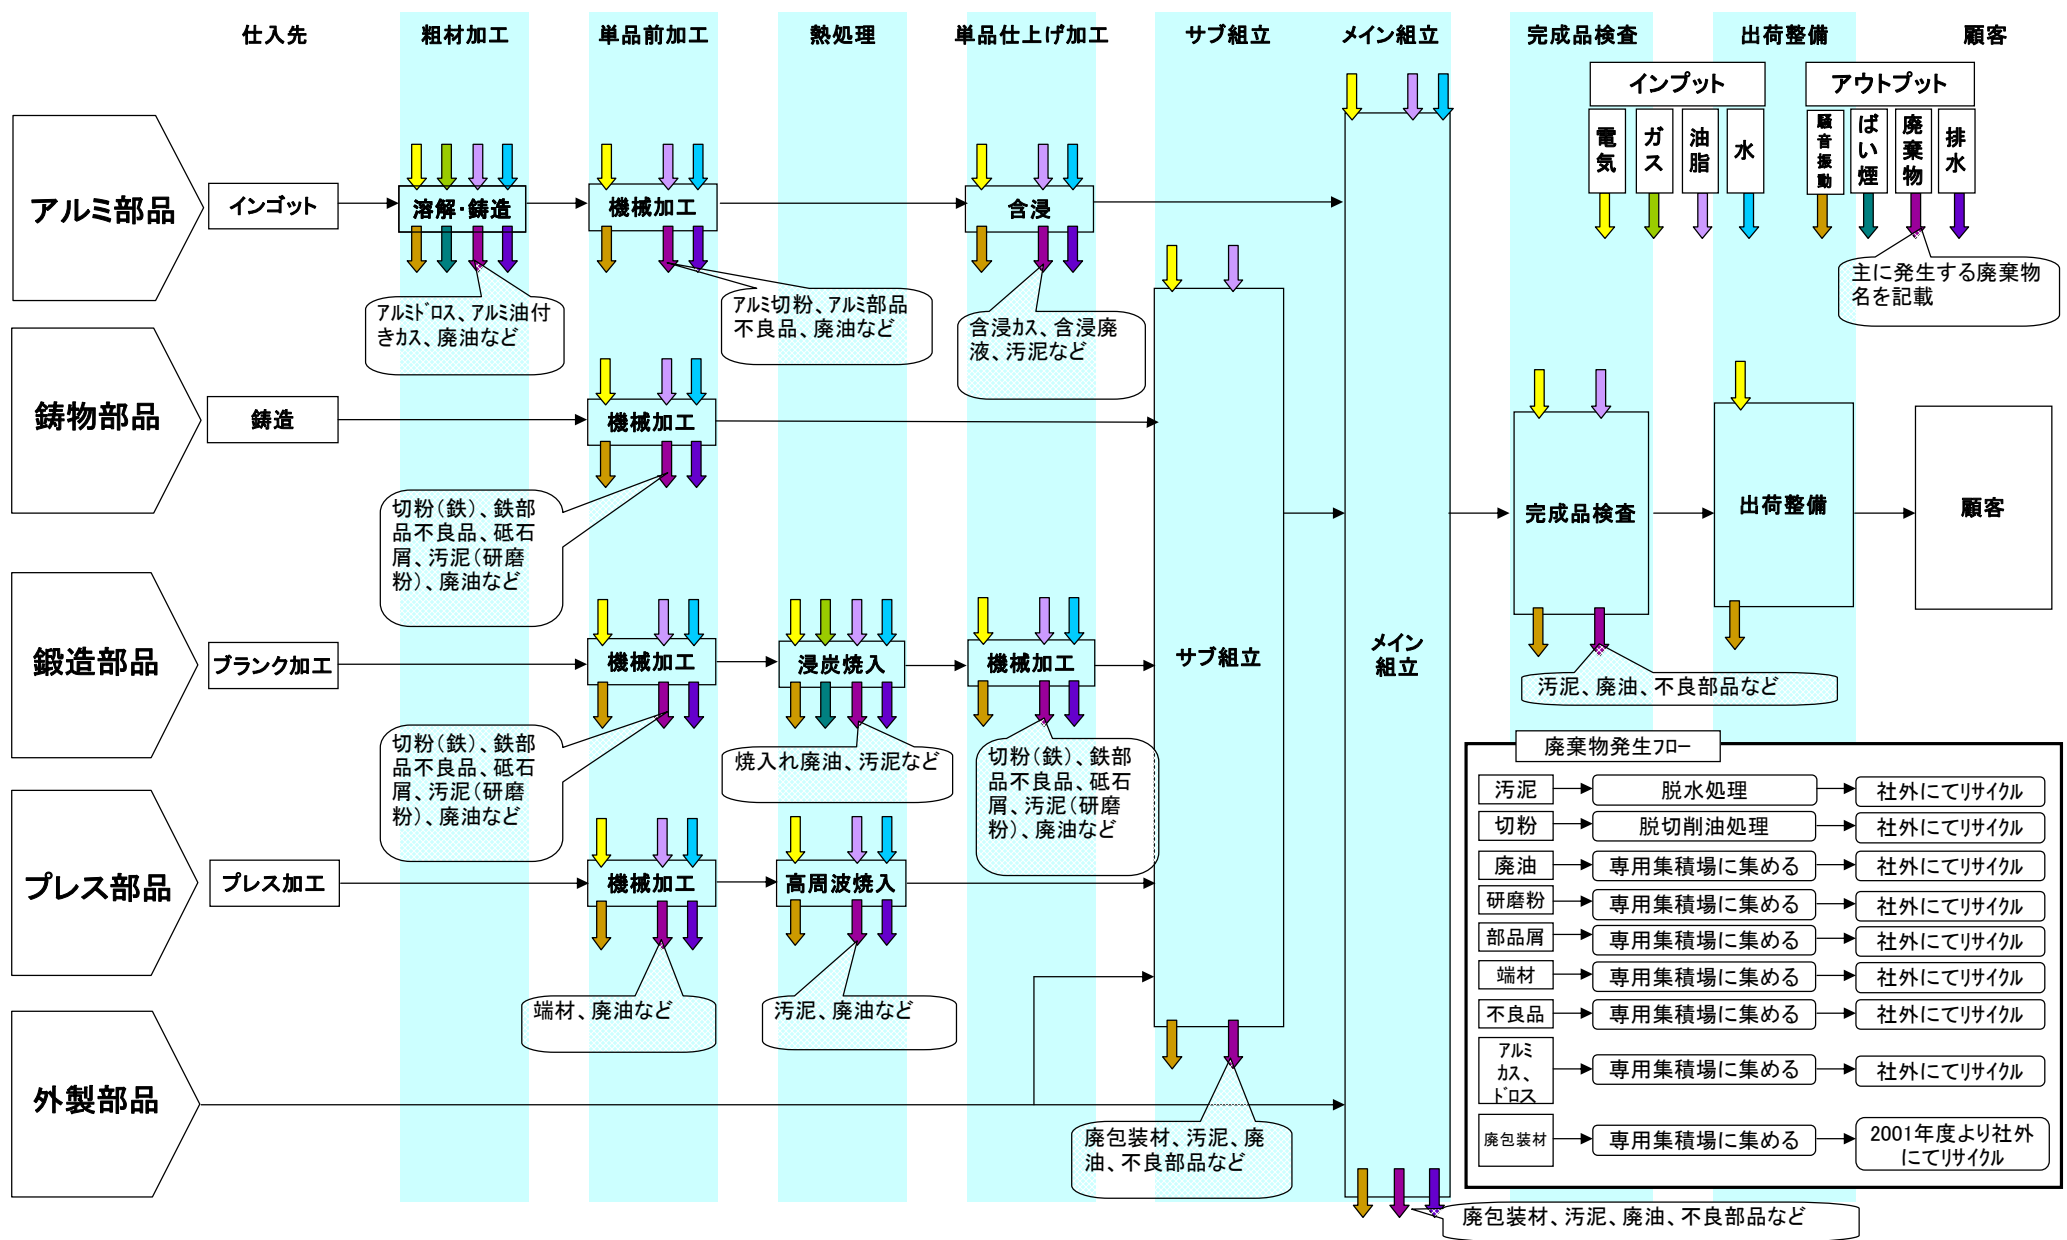 仕入先
粗材加工
単品前加工
熱処理
単品仕上げ加工
サブ組立
メイン組立
完成品検査
出荷整備
顧客
インプット
アウトプット
電気
ガス
油脂
水
騒音振動
ばい煙
廃棄物
排水
主に発生する廃棄物
名を記載
アルミ部品
インゴット
溶解・鋳造
機械加工
含浸
アルミドロス、アルミ油付
きカス、廃油など
アルミ切粉、アルミ部品
不良品、廃油など
含浸カス、含浸廃
液、汚泥など
鋳物部品
鋳造
機械加工
切粉（鉄）、鉄部
品不良品、砥石
屑、汚泥（研磨
粉）、廃油など
鍛造部品
ブランク加工
機械加工
浸炭焼入
機械加工
切粉（鉄）、鉄部
品不良品、砥石
屑、汚泥（研磨
粉）、廃油など
焼入れ廃油、汚泥など
切粉（鉄）、鉄部
品不良品、砥石
屑、汚泥（研磨
粉）、廃油など
プレス部品
プレス加工
機械加工
高周波焼入
端材、廃油など
汚泥、廃油など
外製部品
サブ組立
廃包装材、汚泥、廃
油、不良部品など
メイン
組立
廃包装材、汚泥、廃油、不良部品など
完成品検査
汚泥、廃油、不良部品など
出荷整備
顧客
廃棄物発生フロー
汚泥
脱水処理
社外にてリサイクル
切粉
脱切削油処理
社外にてリサイクル
廃油
専用集積場に集める
社外にてリサイクル
研磨粉
専用集積場に集める
社外にてリサイクル
部品屑
専用集積場に集める
社外にてリサイクル
端材
専用集積場に集める
社外にてリサイクル
不良品
専用集積場に集める
社外にてリサイクル
アルミ
カス、
ドロス
専用集積場に集める
社外にてリサイクル
廃包装材
専用集積場に集める
2001年度より社外
にてリサイクル